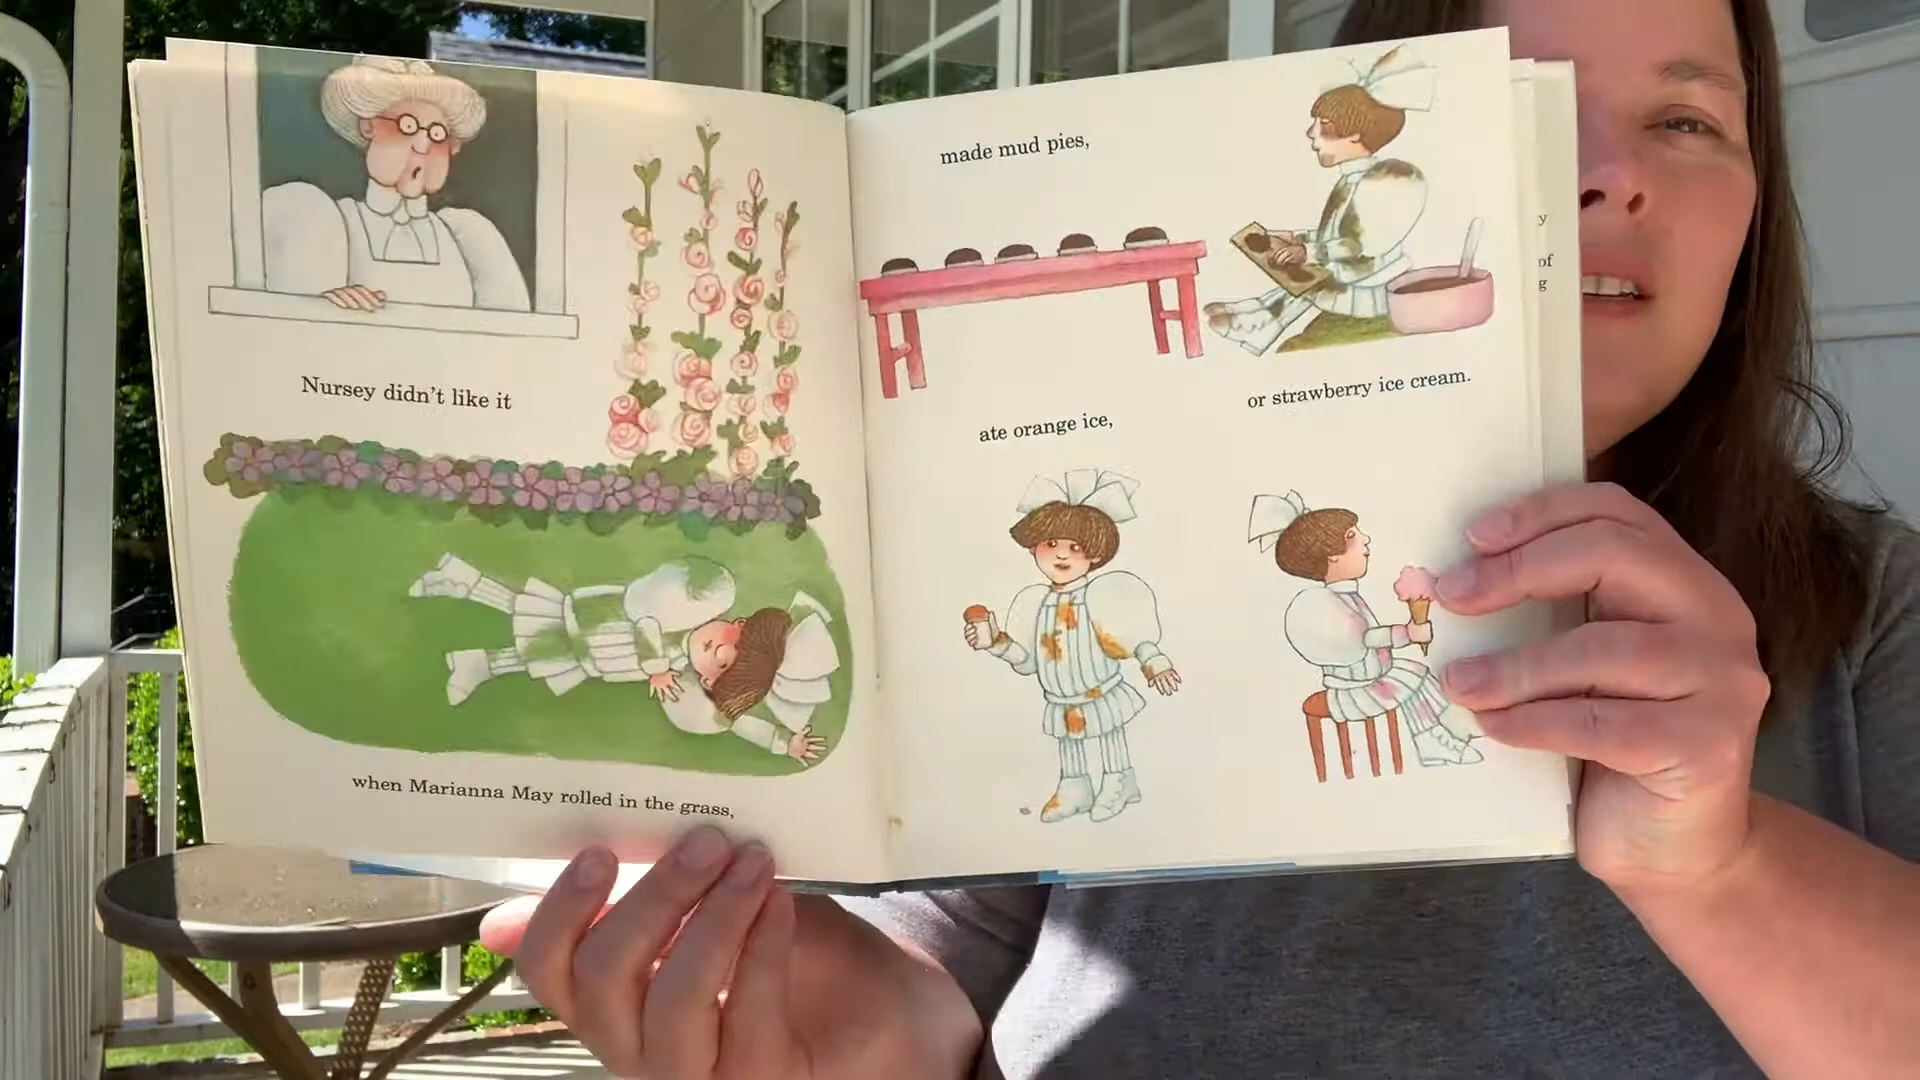 Nursey didn't like it
when Marianna May rolled in the grass,
made mud pies,
ate orange ice,
or strawberry ice cream.
y
of
g